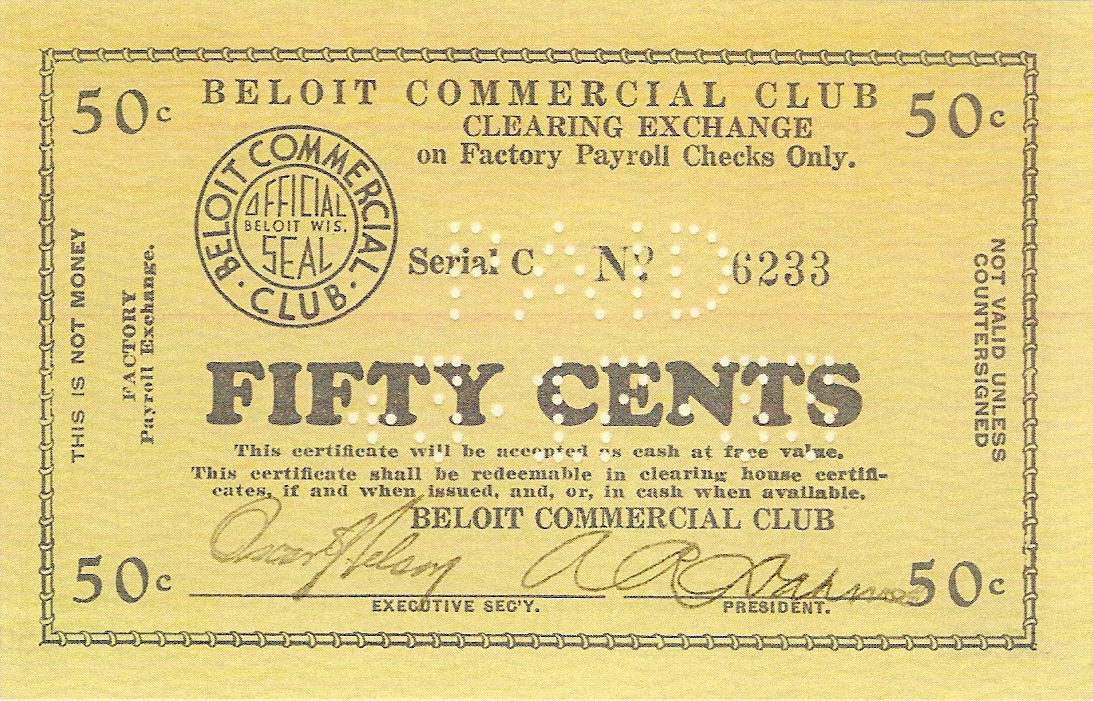 50c BELOIT COMMERCIAL CLUB 50c
CLEARING EXCHANGE
on Factory Payroll Checks Only.
BELOIT COMMERCIAL CLUB
OFFICIAL
BELOIT WIS.
SEAL
Serial C Nº 6233
PAID
THIS IS NOT MONEY
FACTORY
Payroll Exchange.
NOT VALID UNLESS
COUNTERSIGNED
FIFTY CENTS
This certificate will be accepted as cash at face value.
This certificate shall be redeemable in clearing house certifi-
cates, if and when issued, and, or, in cash when available.
BELOIT COMMERCIAL CLUB
Oscar Nelson
50c 50c
EXECUTIVE SEC'Y. PRESIDENT.